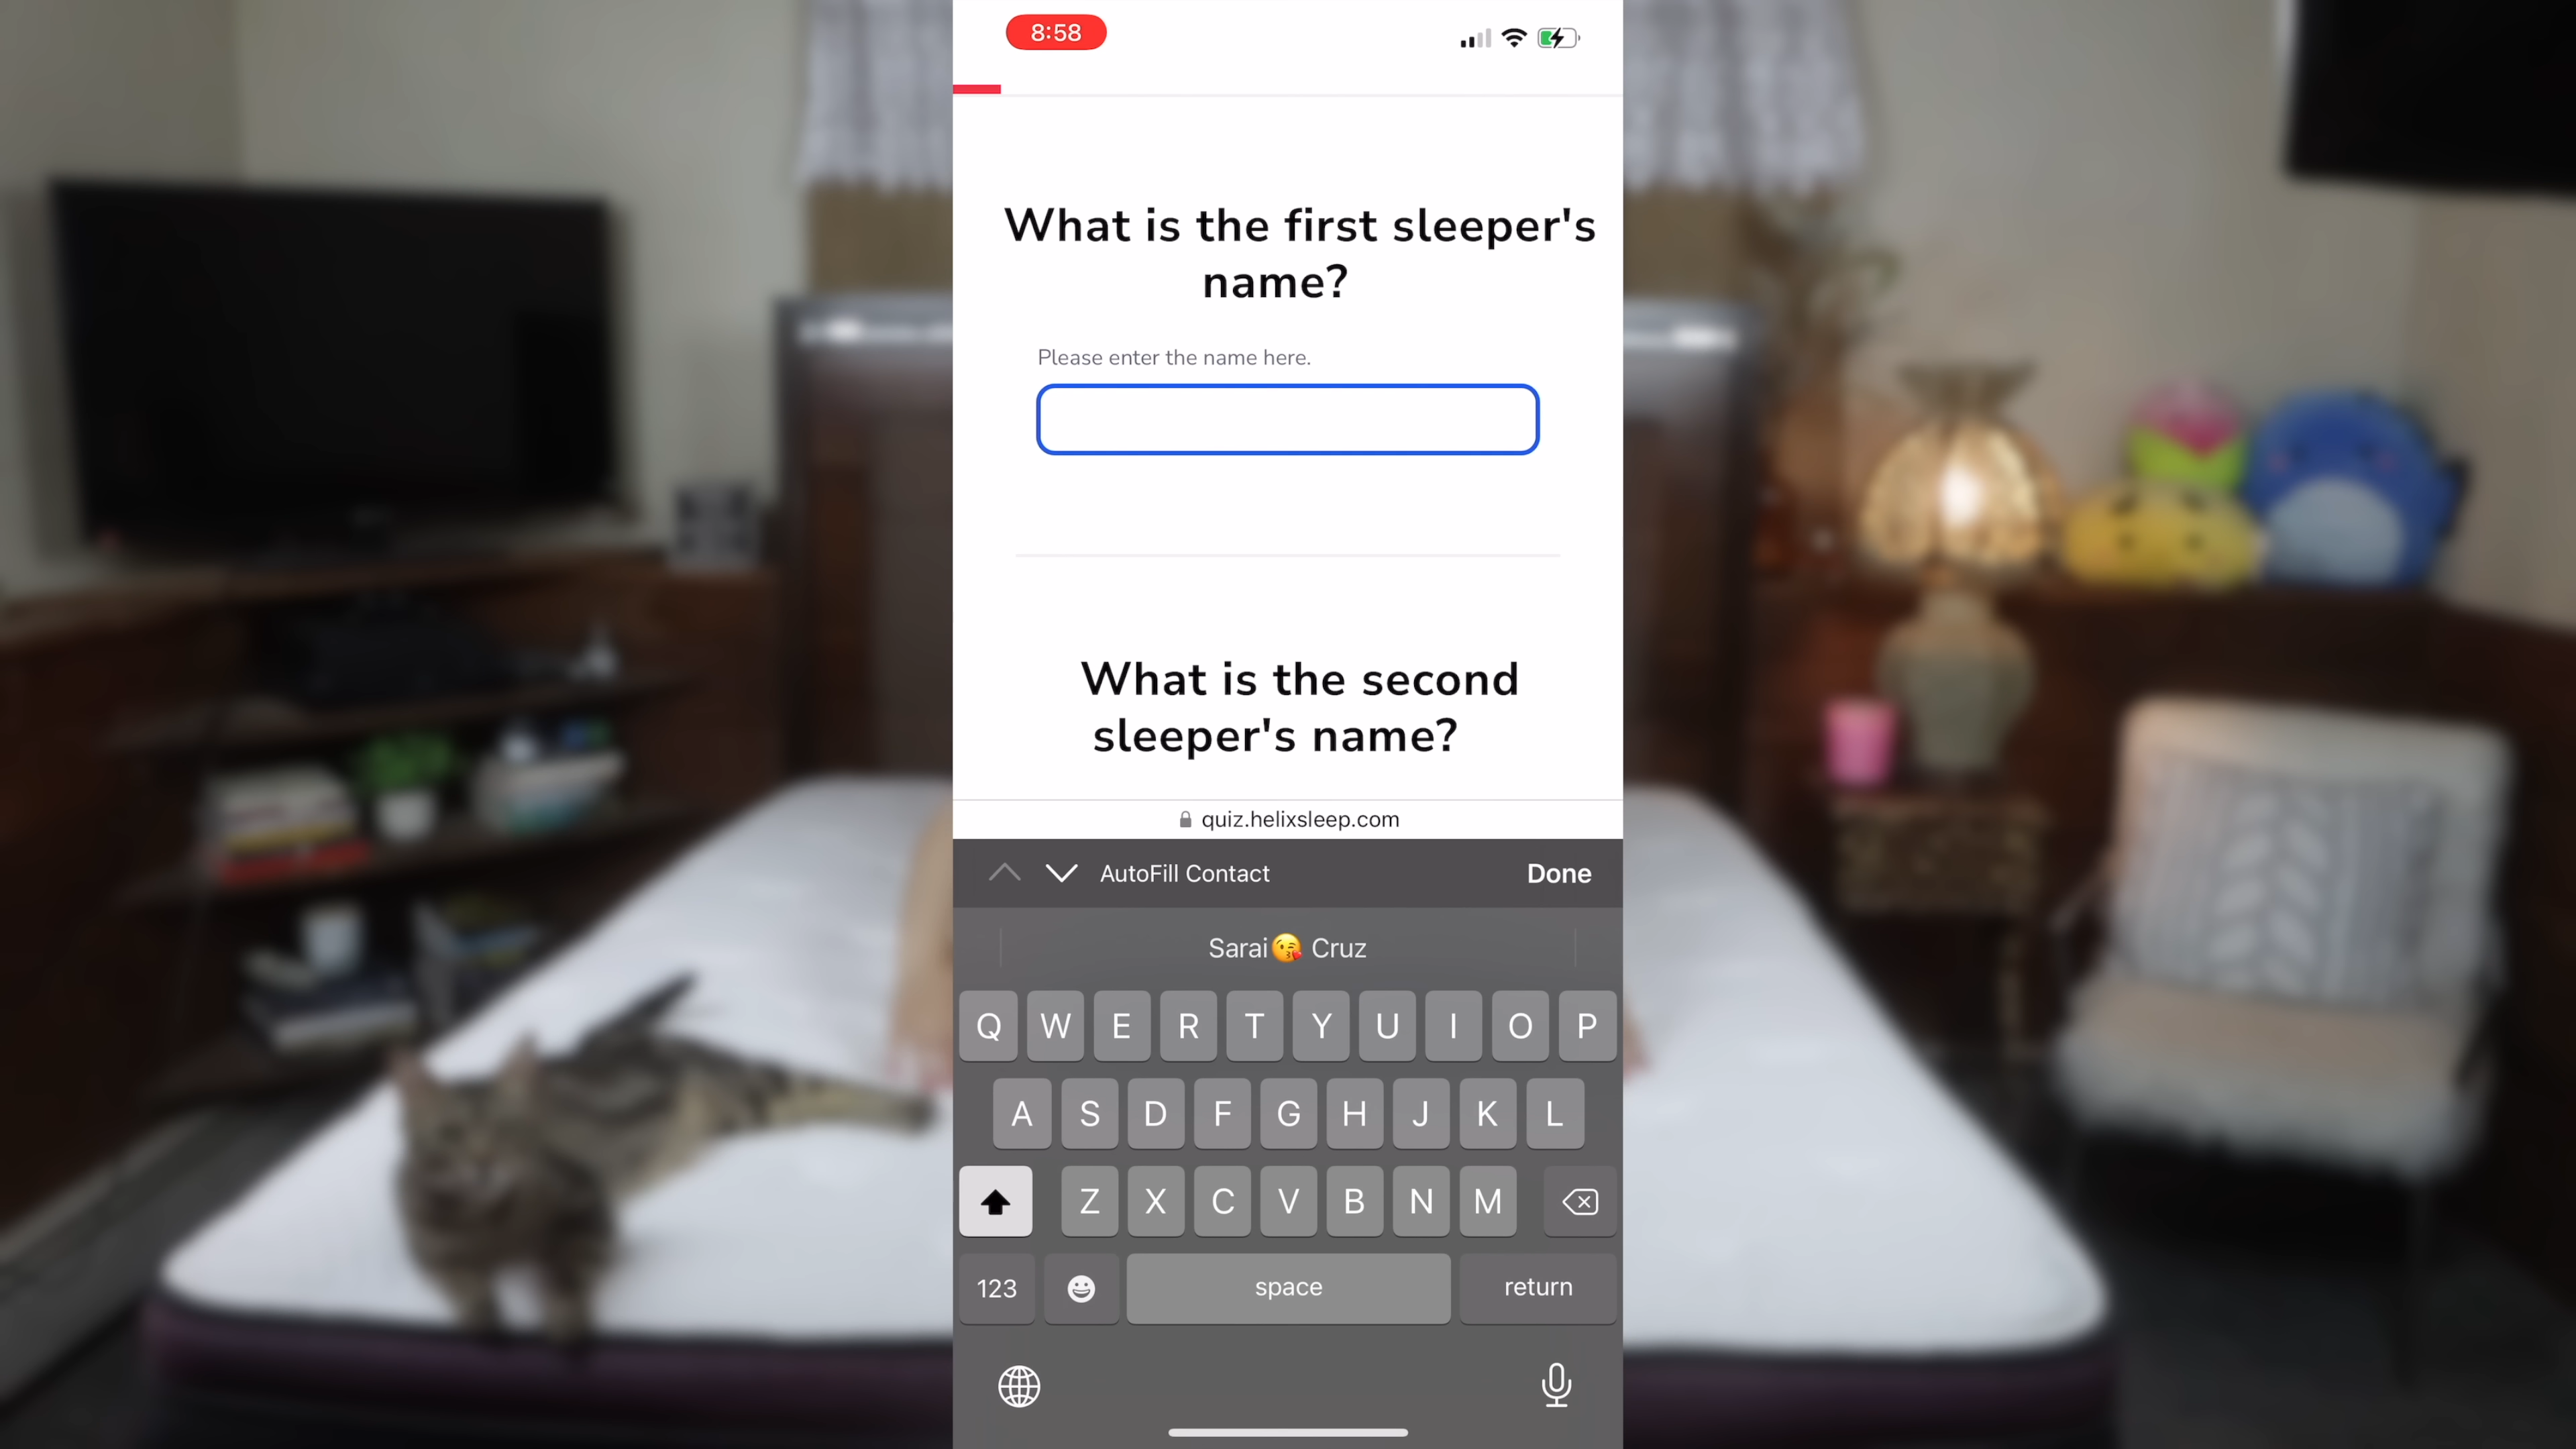 8:58
What is the first sleeper's
name?
Please enter the name here.
What is the second
sleeper's name?
quiz.helixsleep.com
AutoFill Contact Done
Sarai😘 Cruz
Q W E R T Y U I O P
A S D F G H J K L
Z X C V B N M
123 space return